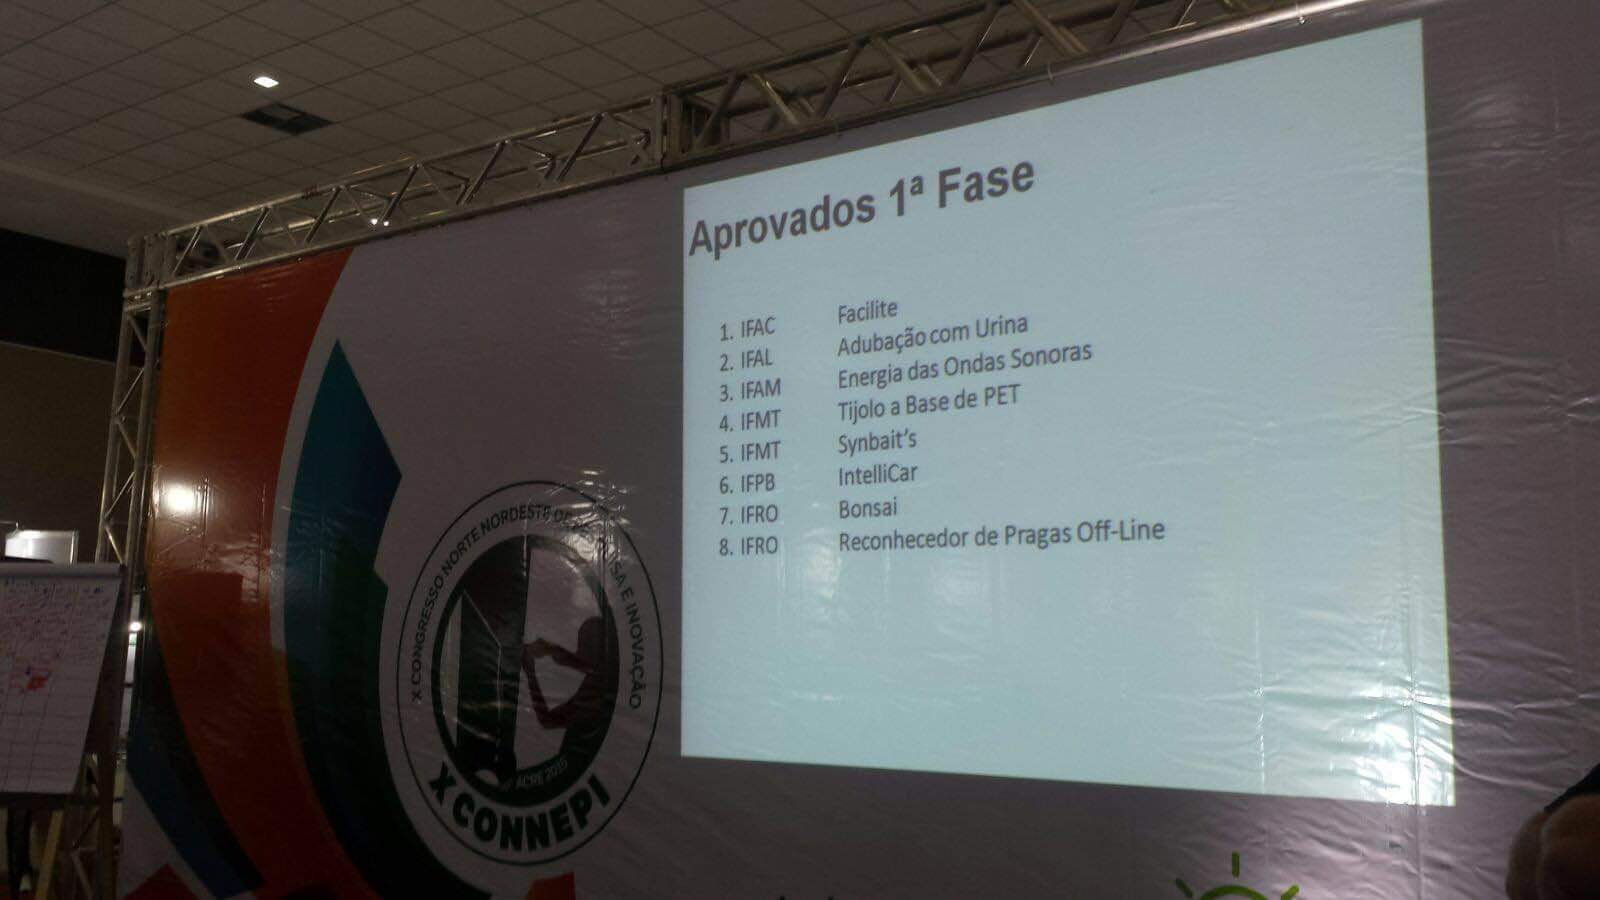 Aprovados 1ª Fase
1. IFAC Facilite
2. IFAL Adubação com Urina
3. IFAM Energia das Ondas Sonoras
4. IFMT Tijolo a Base de PET
5. IFMT Synbait's
6. IFPB IntelliCar
7. IFRO Bonsai
8. IFRO Reconhecedor de Pragas Off-Line
X CONGRESSO NORTE NORDESTE DE E INOVAÇÃO
ACRE 2015
X CONNEPI